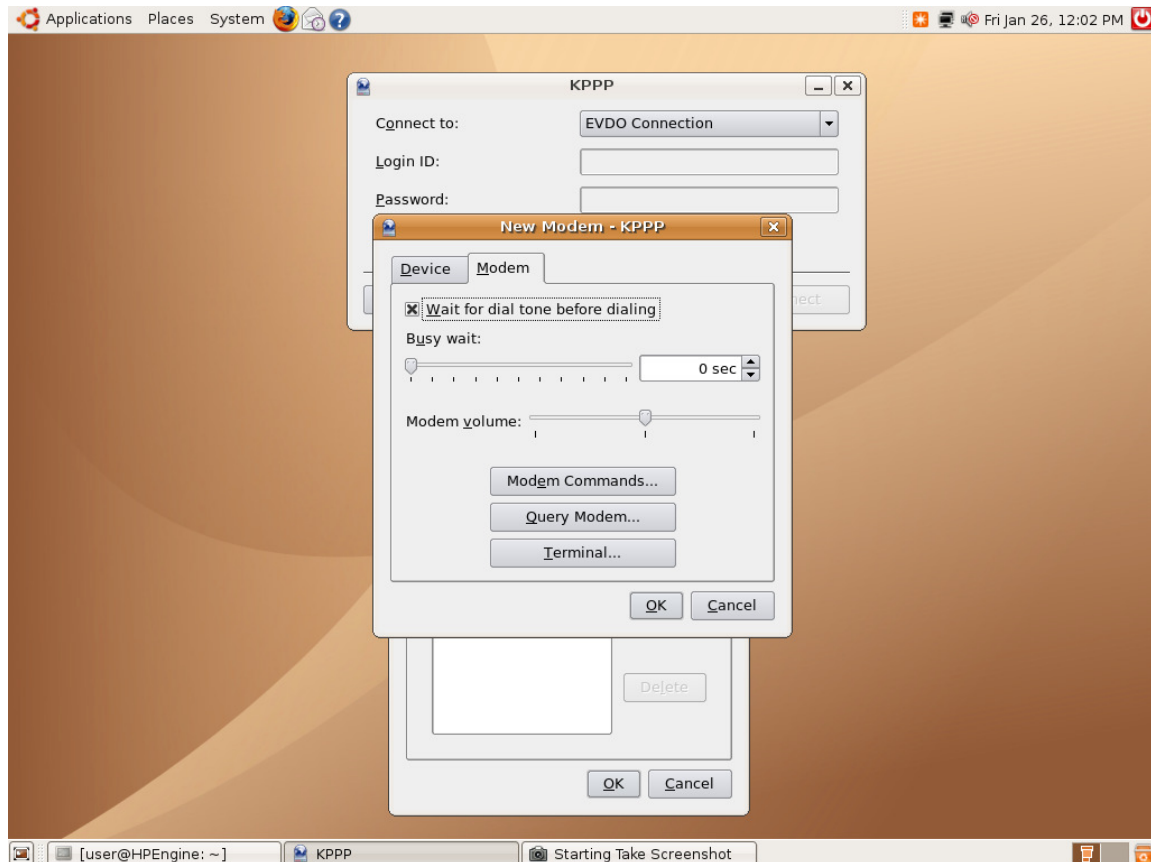 Applications Places System Fri Jan 26, 12:02 PM
KPPP
Connect to: EVDO Connection
Login ID:
Password:
New Modem - KPPP
Device Modem
Wait for dial tone before dialing
Busy wait:
0 sec
Modem volume:
Modem Commands...
Query Modem...
Terminal...
OK Cancel
Delete
OK Cancel
[user@HPEngine: ~] KPPP Starting Take Screenshot